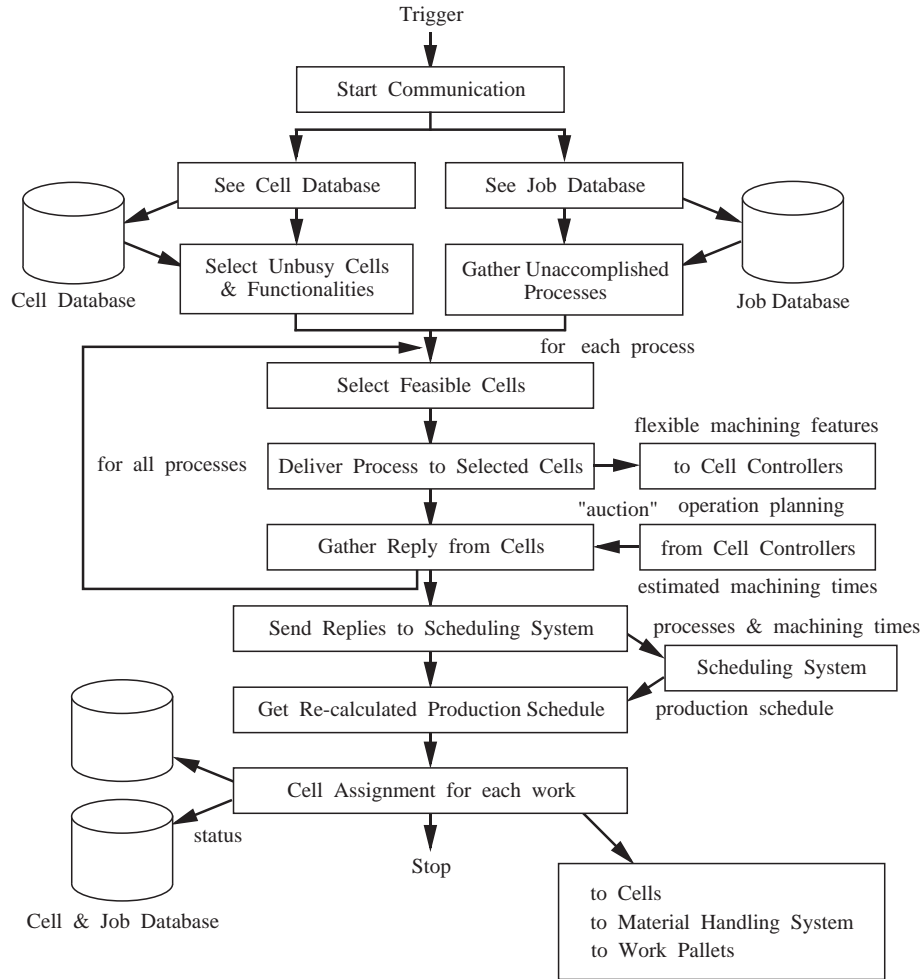 Trigger
Start Communication
See Cell Database
See Job Database
Select Unbusy Cells
& Functionalities
Gather Unaccomplished
Processes
Cell Database
Job Database
for each process
Select Feasible Cells
flexible machining features
for all processes
Deliver Process to Selected Cells
to Cell Controllers
"auction"
operation planning
Gather Reply from Cells
from Cell Controllers
estimated machining times
Send Replies to Scheduling System
processes & machining times
Scheduling System
Get Re-calculated Production Schedule
production schedule
Cell Assignment for each work
status
Stop
Cell & Job Database
to Cells
to Material Handling System
to Work Pallets